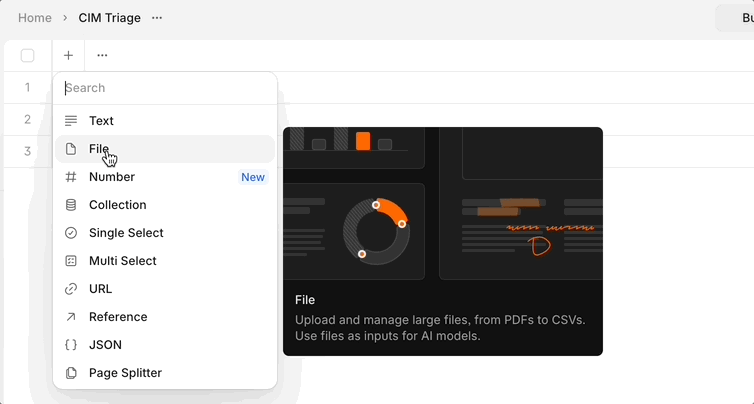 Home > CIM Triage ...
Bu
+ ...
1
2
3
Search
Text
File
Number New
Collection
Single Select
Multi Select
URL
Reference
JSON
Page Splitter
File
Upload and manage large files, from PDFs to CSVs.
Use files as inputs for AI models.